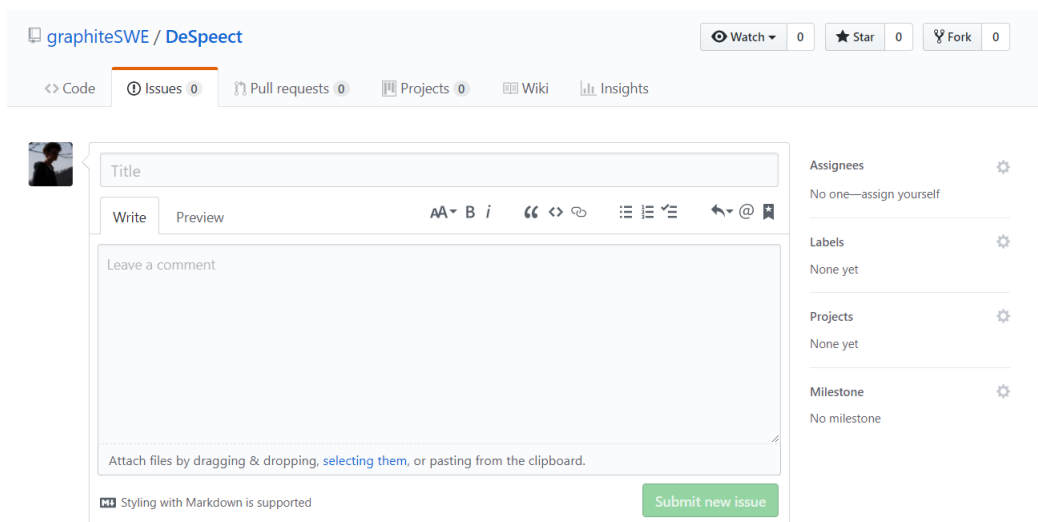 graphiteSWE / DeSpeect
Watch 0 Star 0 Fork 0
Code Issues 0 Pull requests 0 Projects 0 Wiki Insights
Title
Write Preview AA B i
Leave a comment
Attach files by dragging & dropping, selecting them, or pasting from the clipboard.
Styling with Markdown is supported
Submit new issue
Assignees
No one—assign yourself
Labels
None yet
Projects
None yet
Milestone
No milestone